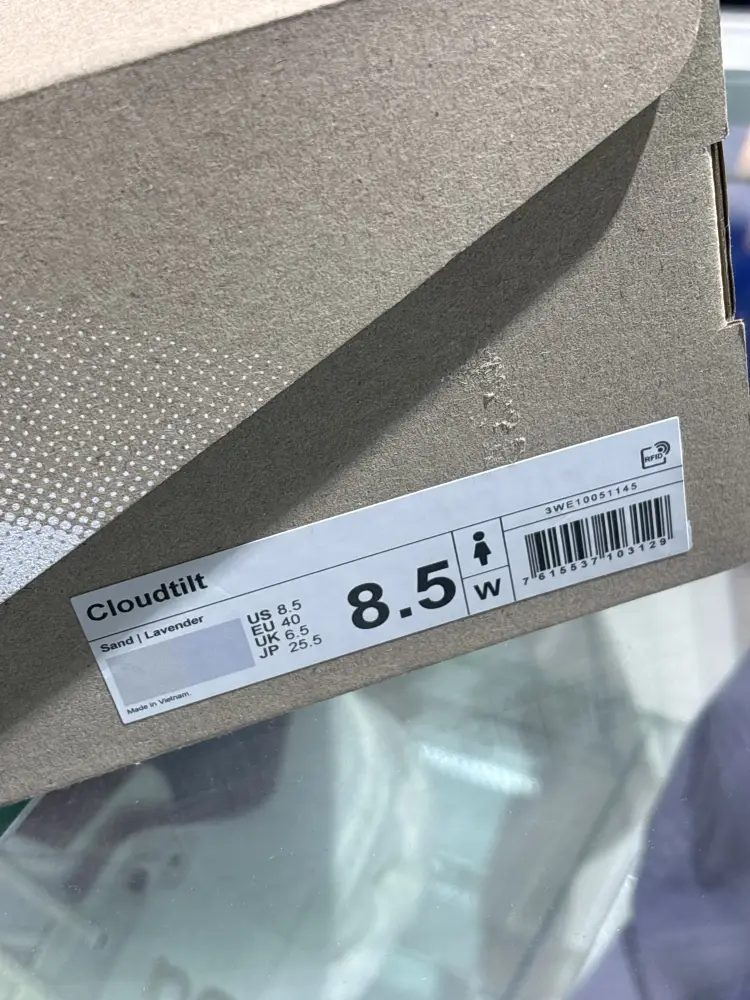 RFID
3WE10051145
7 615537 103129
Cloudtilt
Sand | Lavender
US 8.5
EU 40
UK 6.5
JP 25.5
8.5
W
Made in Vietnam.